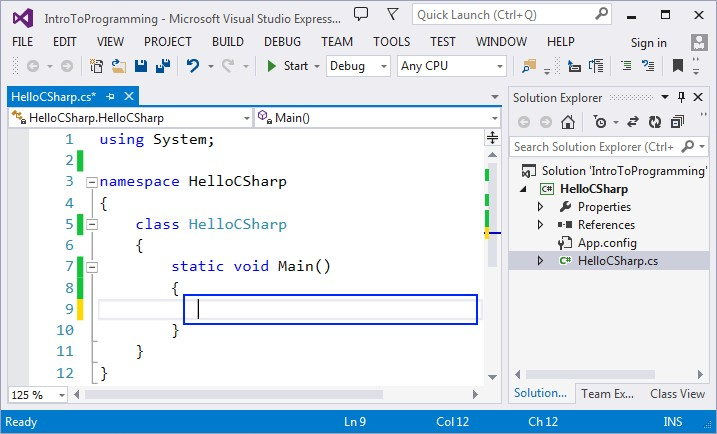 IntroToProgramming - Microsoft Visual Studio Express...
Quick Launch (Ctrl+Q)
FILE EDIT VIEW PROJECT BUILD DEBUG TEAM TOOLS TEST WINDOW HELP Sign in
Start Debug Any CPU
HelloCSharp.cs*
HelloCSharp.HelloCSharp Main()
1 using System;
2
3 namespace HelloCSharp
4 {
5 class HelloCSharp
6 {
7 static void Main()
8 {
9
10 }
11 }
12 }
125 %
Solution Explorer
Search Solution Explorer (Ctrl+
Solution 'IntroToProgramming'
C# HelloCSharp
Properties
References
App.config
C# HelloCSharp.cs
Solution... Team Ex... Class View
Ready Ln 9 Col 12 Ch 12 INS